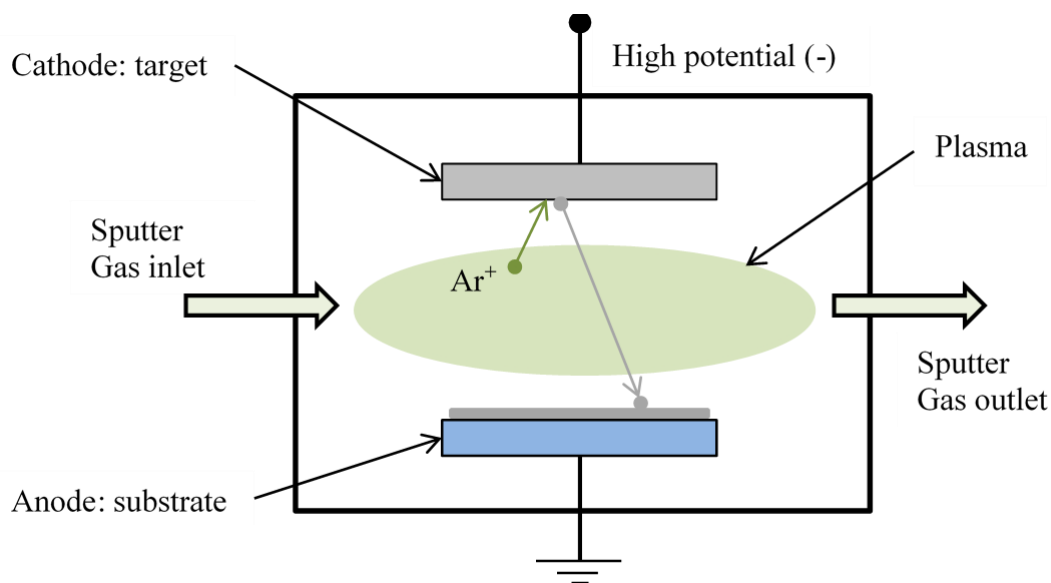 High potential (-)
Cathode: target
Plasma
Sputter
Gas inlet
Ar⁺
Sputter
Gas outlet
Anode: substrate